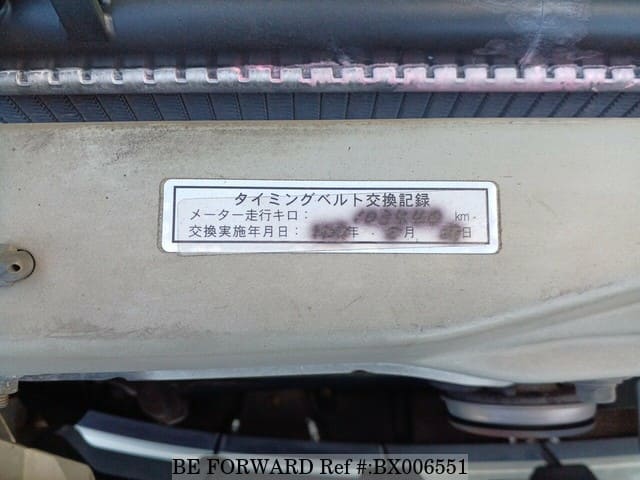 タイミングベルト交換記録
メーター走行キロ： km.
交換実施年月日： 年 . 月 日
BE FORWARD Ref #:BX006551